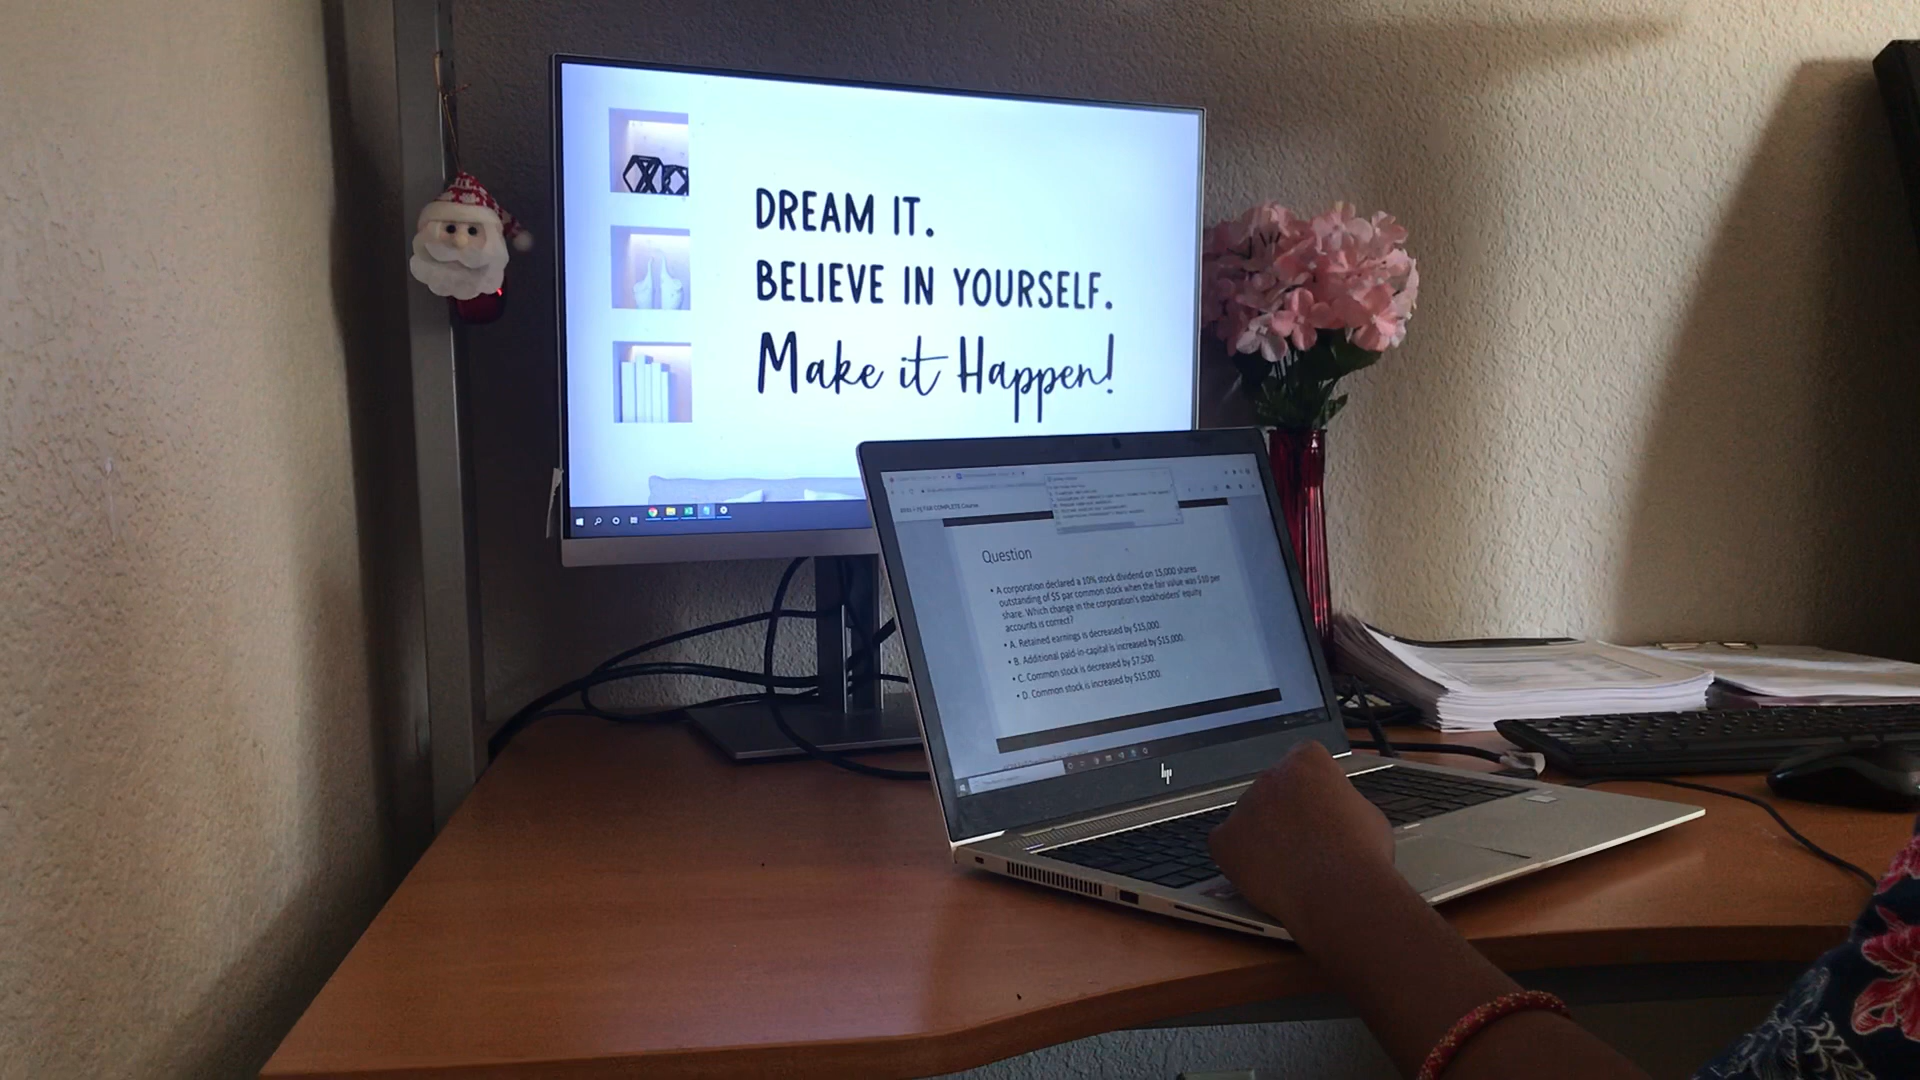 DREAM IT.
BELIEVE IN YOURSELF.
Make it Happen!
COMPLETE Course
Question
• A corporation declared a 10% stock dividend on 15,000 shares
outstanding of $5 par common stock when the fair value was $10 per
share. Which change in the corporation's stockholders' equity
accounts is correct?
• A. Retained earnings is decreased by $15,000.
• B. Additional paid-in-capital is increased by $15,000.
• C. Common stock is decreased by $7,500.
• D. Common stock is increased by $15,000.
hp